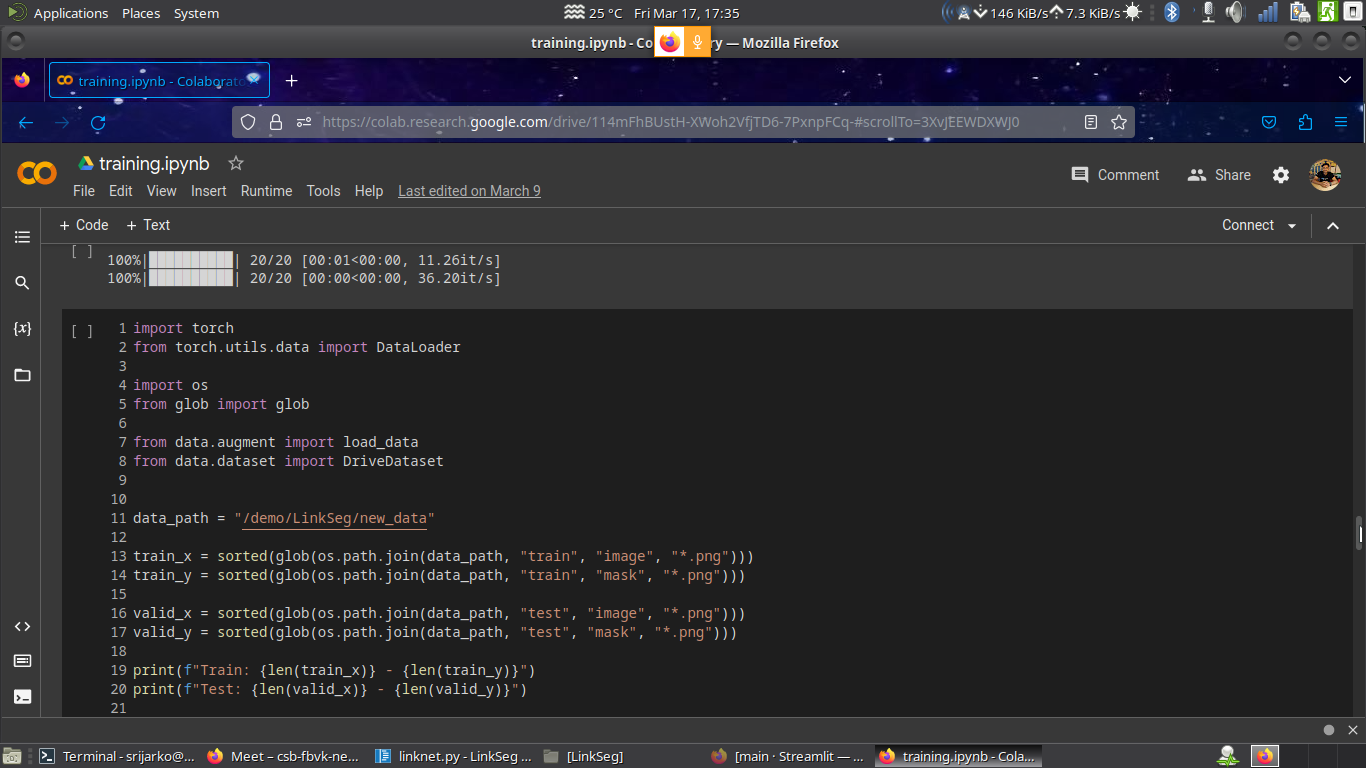 Applications Places System 25 °C Fri Mar 17, 17:35 146 KiB/s 7.3 KiB/s
training.ipynb - Co ry — Mozilla Firefox
training.ipynb - Colaborato
https://colab.research.google.com/drive/114mFhBUstH-XWoh2VfjTD6-7PxnpFCq-#scrollTo=3XvJEEWDXWJ0
training.ipynb
File Edit View Insert Runtime Tools Help Last edited on March 9
Comment Share
+ Code + Text Connect
[ ]
100%| | 20/20 [00:01<00:00, 11.26it/s]
100%| | 20/20 [00:00<00:00, 36.20it/s]
{x}
[ ]
1 import torch
2 from torch.utils.data import DataLoader
3
4 import os
5 from glob import glob
6
7 from data.augment import load_data
8 from data.dataset import DriveDataset
9
10
11 data_path = "/demo/LinkSeg/new_data"
12
13 train_x = sorted(glob(os.path.join(data_path, "train", "image", "*.png")))
14 train_y = sorted(glob(os.path.join(data_path, "train", "mask", "*.png")))
15
16 valid_x = sorted(glob(os.path.join(data_path, "test", "image", "*.png")))
17 valid_y = sorted(glob(os.path.join(data_path, "test", "mask", "*.png")))
18
19 print(f"Train: {len(train_x)} - {len(train_y)}")
20 print(f"Test: {len(valid_x)} - {len(valid_y)}")
21
Terminal - srijarko@... Meet – csb-fbvk-ne... linknet.py - LinkSeg ... [LinkSeg] [main · Streamlit — ... training.ipynb - Cola...